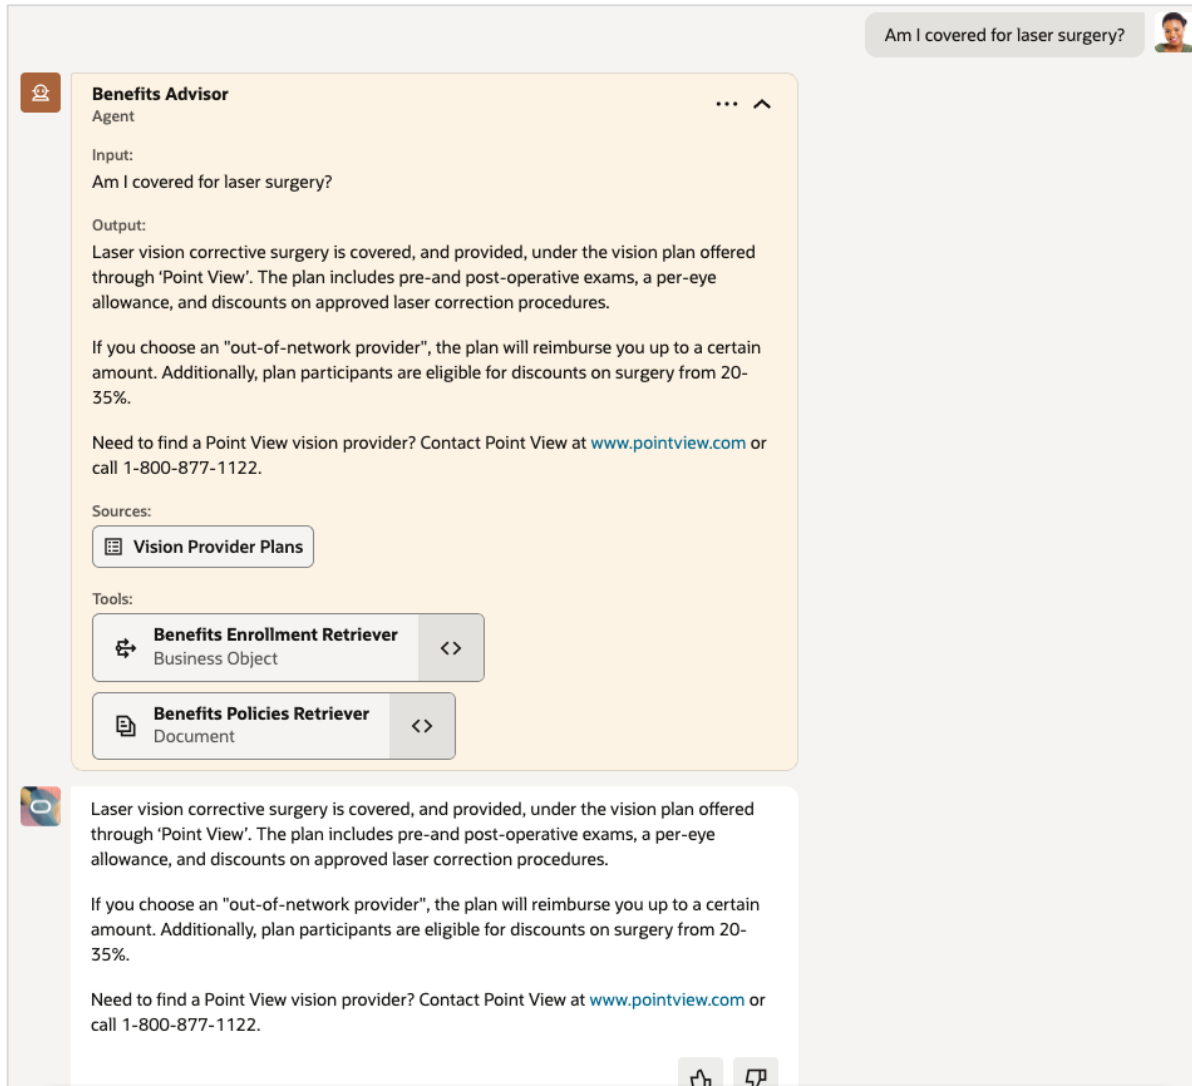 Am I covered for laser surgery?
Benefits Advisor
Agent
Input:
Am I covered for laser surgery?
Output:
Laser vision corrective surgery is covered, and provided, under the vision plan offered
through ‘Point View’. The plan includes pre-and post-operative exams, a per-eye
allowance, and discounts on approved laser correction procedures.
If you choose an "out-of-network provider", the plan will reimburse you up to a certain
amount. Additionally, plan participants are eligible for discounts on surgery from 20-
35%.
Need to find a Point View vision provider? Contact Point View at www.pointview.com or
call 1-800-877-1122.
Sources:
Vision Provider Plans
Tools:
Benefits Enrollment Retriever
Business Object
Benefits Policies Retriever
Document
Laser vision corrective surgery is covered, and provided, under the vision plan offered
through ‘Point View’. The plan includes pre-and post-operative exams, a per-eye
allowance, and discounts on approved laser correction procedures.
If you choose an "out-of-network provider", the plan will reimburse you up to a certain
amount. Additionally, plan participants are eligible for discounts on surgery from 20-
35%.
Need to find a Point View vision provider? Contact Point View at www.pointview.com or
call 1-800-877-1122.